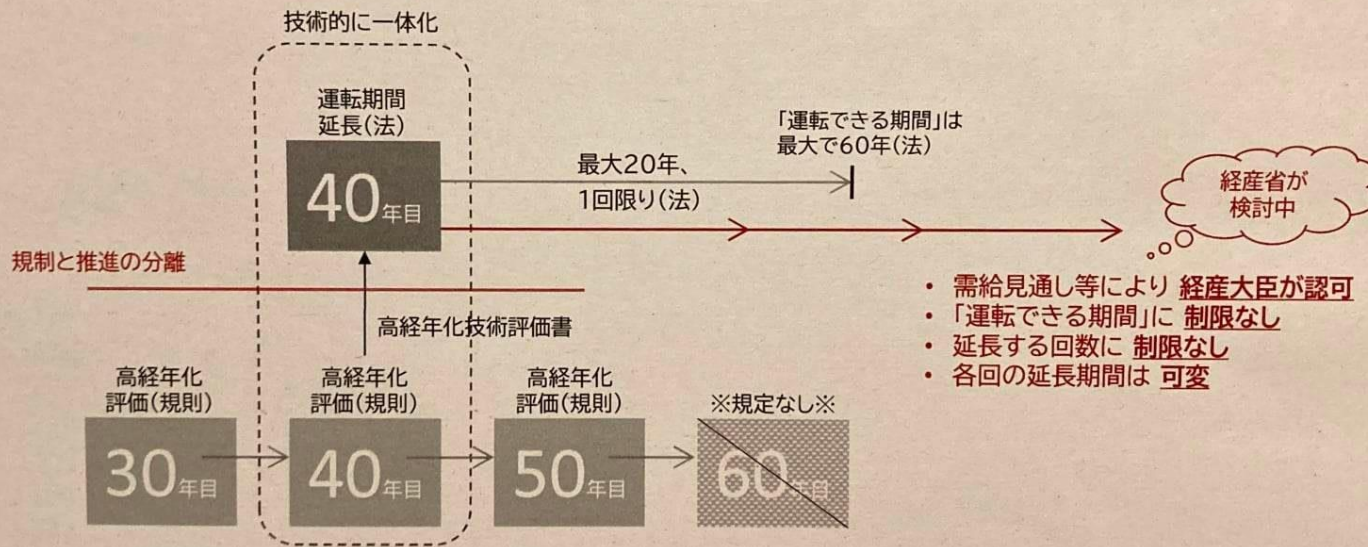 技術的に一体化
運転期間
延長(法)
40年目
最大20年、
1回限り(法)
「運転できる期間」は
最大で60年(法)
経産省が
検討中
規制と推進の分離
・ 需給見通し等により 経産大臣が認可
・ 「運転できる期間」に 制限なし
・ 延長する回数に 制限なし
・ 各回の延長期間は 可変
高経年化技術評価書
高経年化
評価(規則)
30年目
高経年化
評価(規則)
40年目
高経年化
評価(規則)
50年目
※規定なし※
60年目